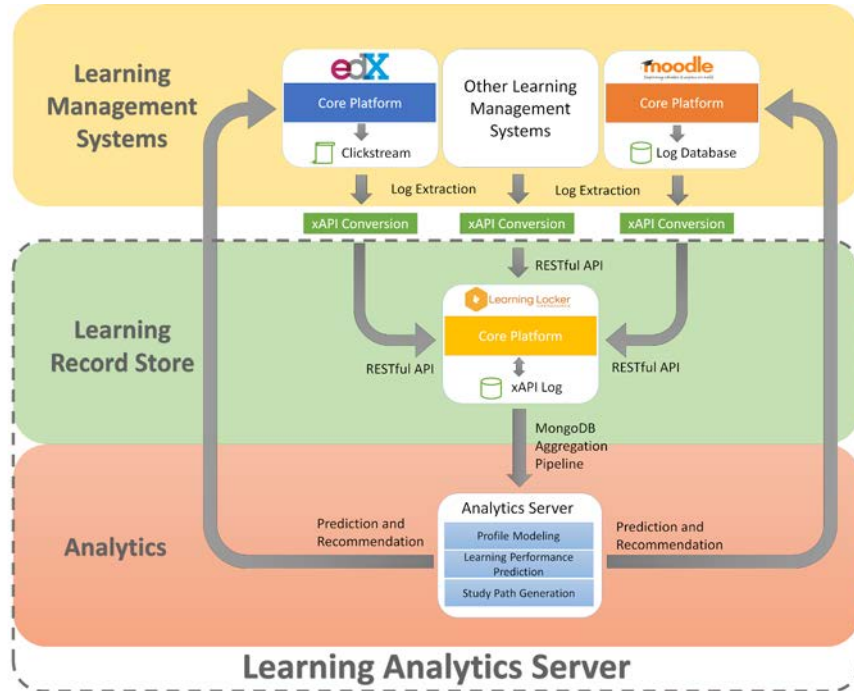 Learning
Management
Systems
edX
Core Platform
Clickstream
Other Learning
Management
Systems
moodle
Core Platform
Log Database
Log Extraction
Log Extraction
xAPI Conversion
xAPI Conversion
xAPI Conversion
RESTful API
Learning
Record Store
Learning Locker
Core Platform
xAPI Log
RESTful API
RESTful API
MongoDB
Aggregation
Pipeline
Analytics
Analytics Server
Profile Modeling
Learning Performance
Prediction
Study Path Generation
Prediction and
Recommendation
Prediction and
Recommendation
Learning Analytics Server